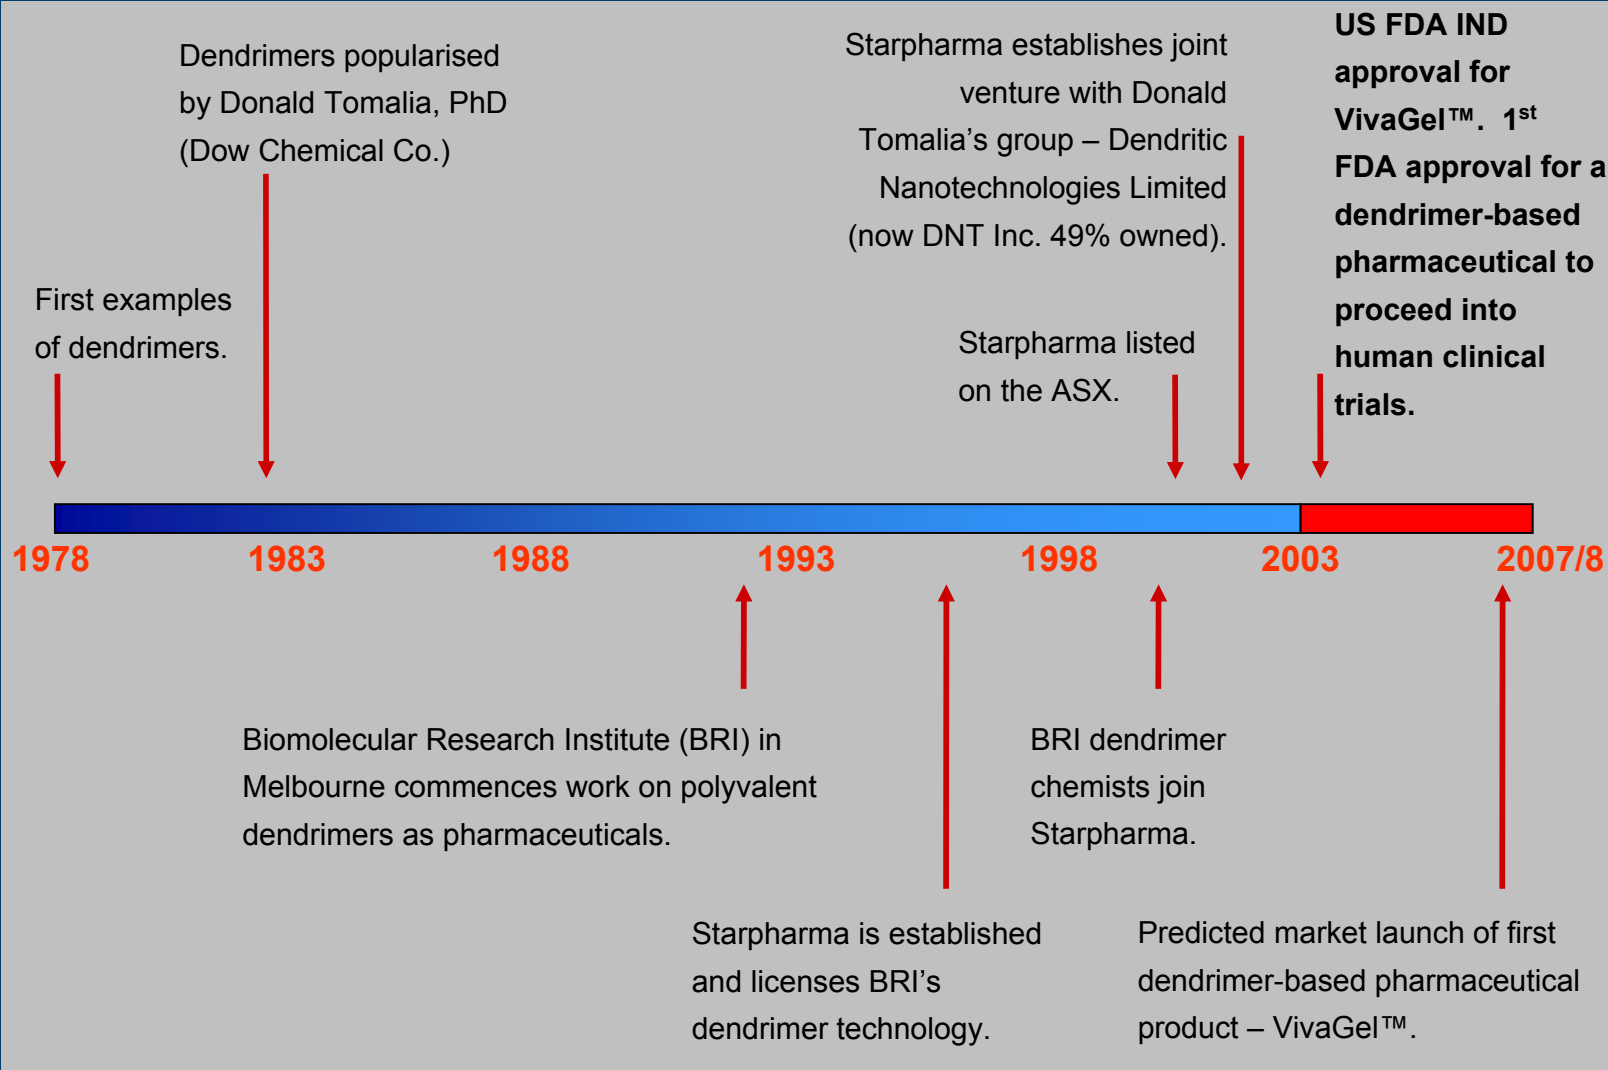 Dendrimers popularised
by Donald Tomalia, PhD
(Dow Chemical Co.)
Starpharma establishes joint
venture with Donald
Tomalia’s group – Dendritic
Nanotechnologies Limited
(now DNT Inc. 49% owned).
US FDA IND
approval for
VivaGel™. 1st
FDA approval for a
dendrimer-based
pharmaceutical to
proceed into
human clinical
trials.
First examples
of dendrimers.
Starpharma listed
on the ASX.
1978
1983
1988
1993
1998
2003
2007/8
Biomolecular Research Institute (BRI) in
Melbourne commences work on polyvalent
dendrimers as pharmaceuticals.
BRI dendrimer
chemists join
Starpharma.
Starpharma is established
and licenses BRI’s
dendrimer technology.
Predicted market launch of first
dendrimer-based pharmaceutical
product – VivaGel™.